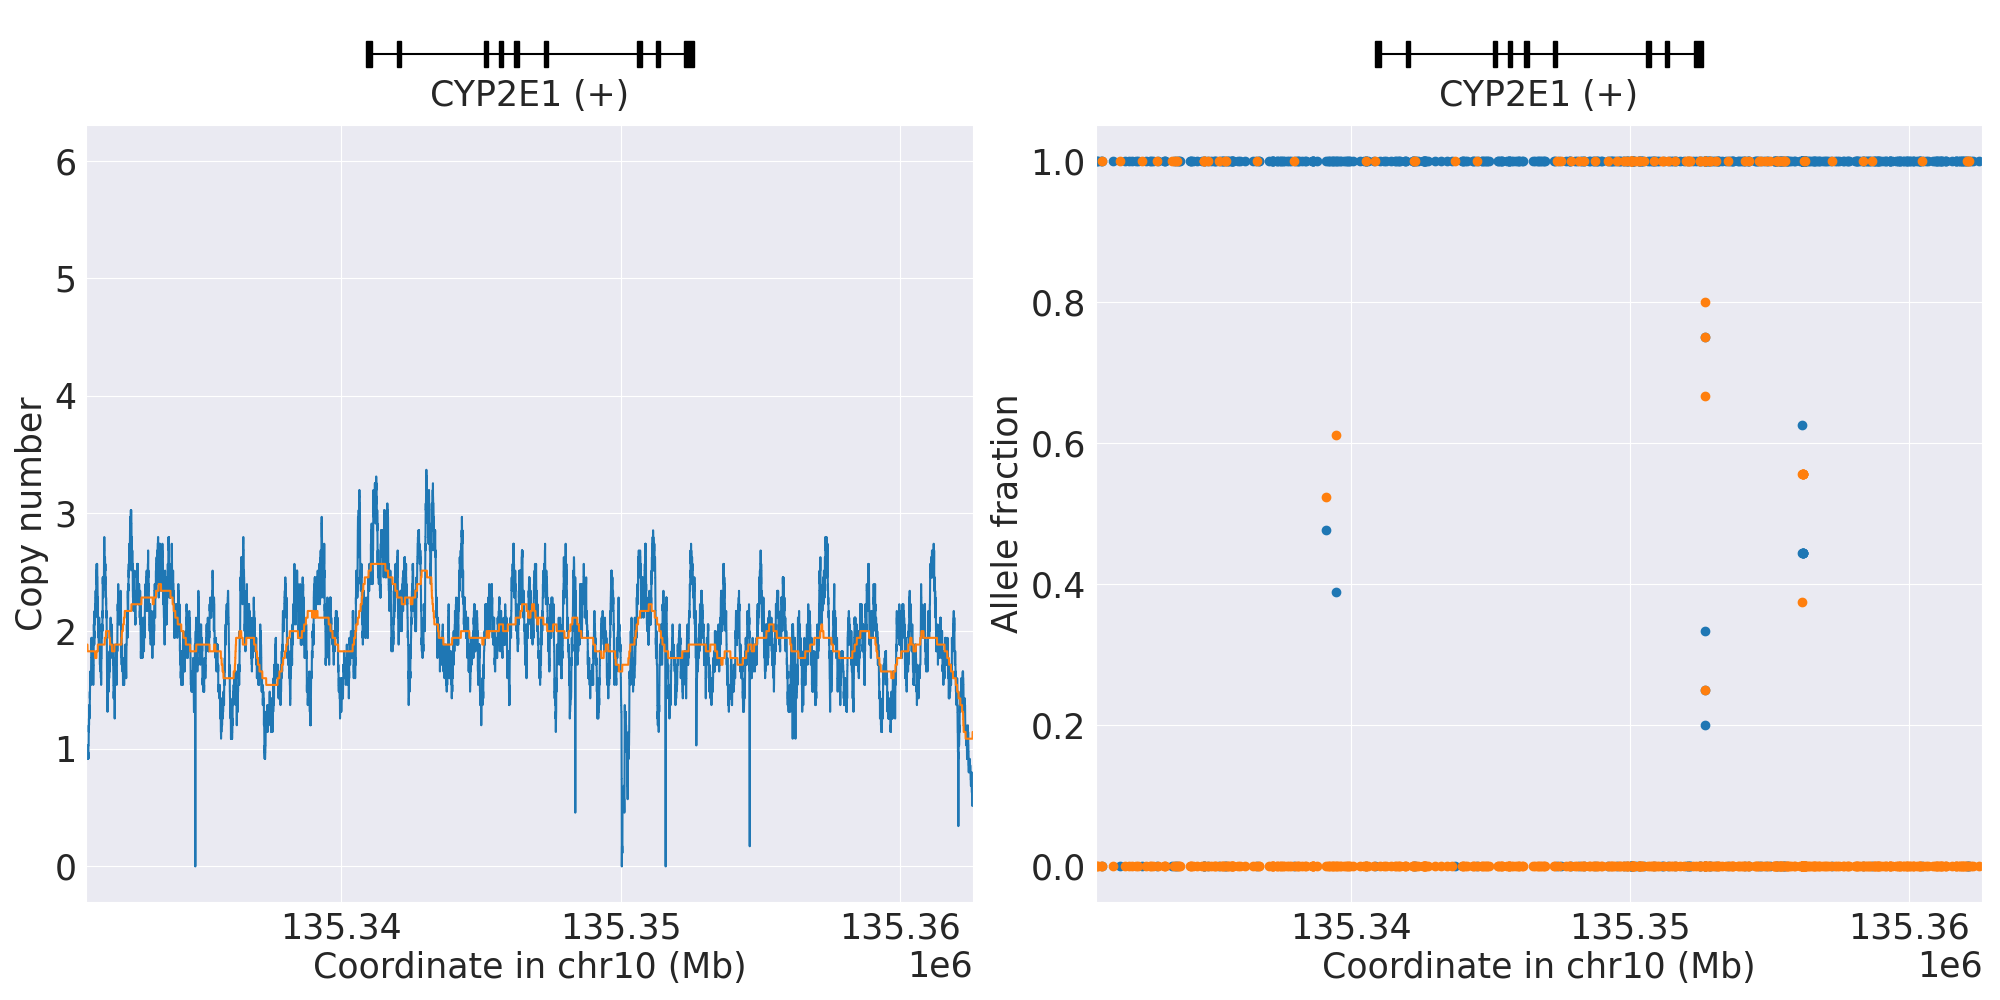 CYP2E1 (+)
6
5
4
3
2
1
0
Copy number
135.34 135.35 135.36
Coordinate in chr10 (Mb)
1e6
CYP2E1 (+)
1.0
0.8
0.6
0.4
0.2
0.0
Allele fraction
135.34 135.35 135.36
Coordinate in chr10 (Mb)
1e6